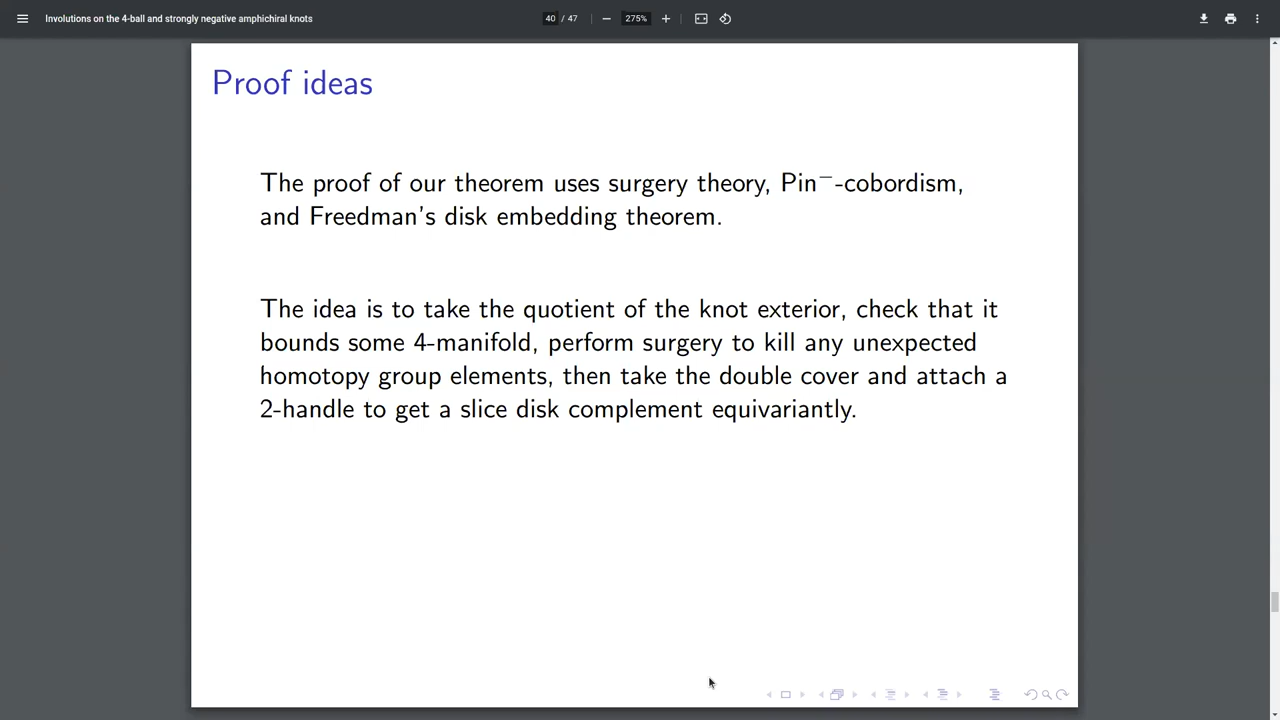 Involutions on the 4-ball and strongly negative amphichiral knots
40 / 47
275%
Proof ideas
The proof of our theorem uses surgery theory, Pin⁻-cobordism,
and Freedman's disk embedding theorem.
The idea is to take the quotient of the knot exterior, check that it
bounds some 4-manifold, perform surgery to kill any unexpected
homotopy group elements, then take the double cover and attach a
2-handle to get a slice disk complement equivariantly.